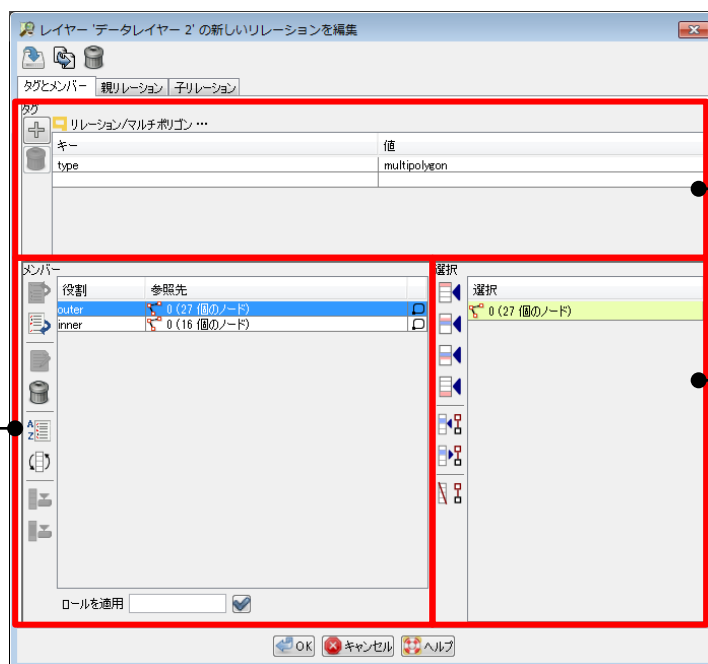 レイヤー 'データレイヤー 2' の新しいリレーションを編集
タグとメンバー 親リレーション 子リレーション
タグ
リレーション/マルチポリゴン …
キー 値
type multipolygon
メンバー
役割 参照先
outer 0 (27 個のノード)
inner 0 (16 個のノード)
ロールを適用
選択
選択
0 (27 個のノード)
OK キャンセル ヘルプ